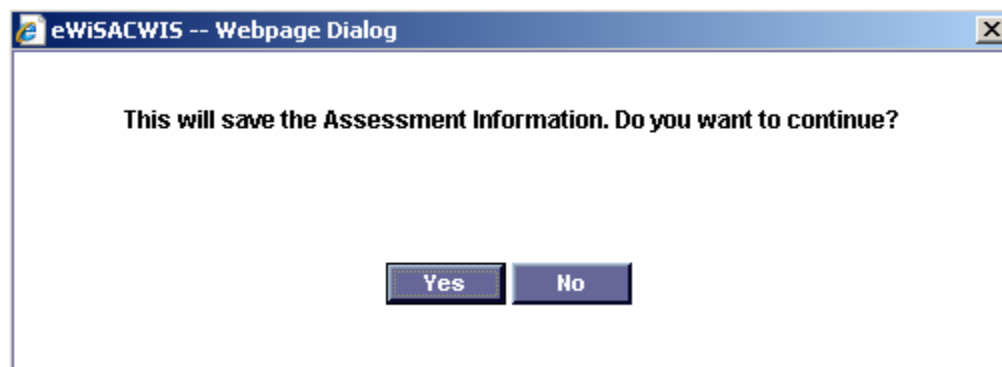 eWiSACWIS -- Webpage Dialog
This will save the Assessment Information. Do you want to continue?
Yes No